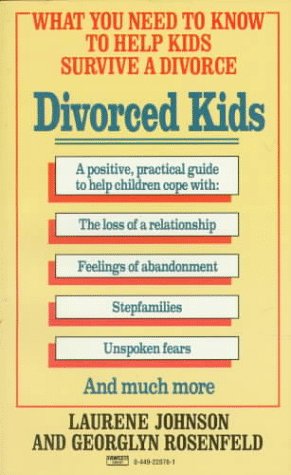 WHAT YOU NEED TO KNOW
TO HELP KIDS
SURVIVE A DIVORCE
Divorced Kids
A positive, practical guide
to help children cope with:
The loss of a relationship
Feelings of abandonment
Stepfamilies
Unspoken fears
And much more
LAURENE JOHNSON
AND GEORGLYN ROSENFELD
FAWCETT